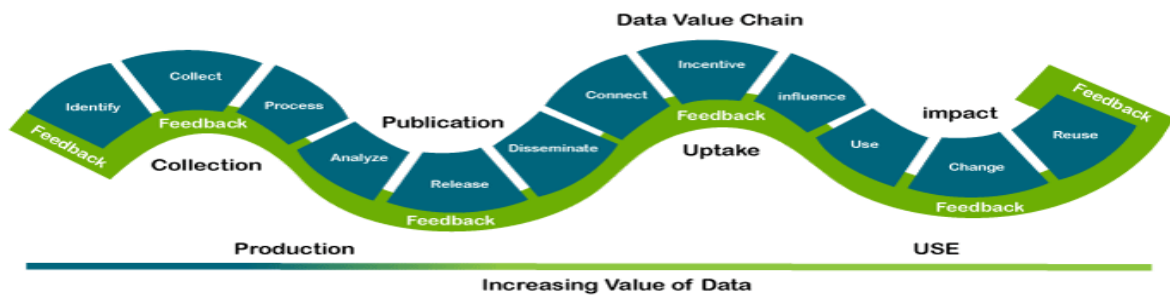 Data Value Chain
Identify
Collect
Process
Analyze
Release
Disseminate
Connect
Incentive
influence
Use
Change
Reuse
Feedback
Feedback
Feedback
Feedback
Feedback
Feedback
Collection
Publication
Uptake
impact
Production
USE
Increasing Value of Data